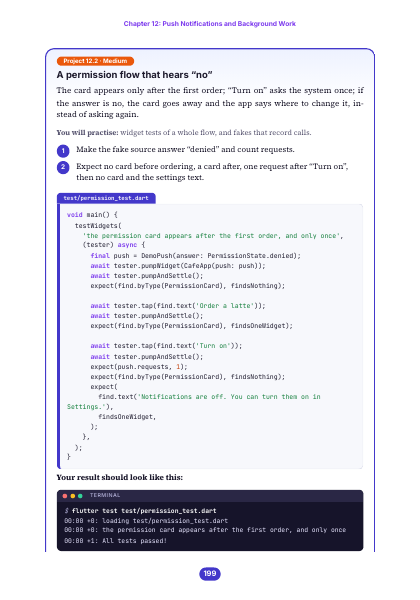 Chapter 12: Push Notifications and Background Work
Project 12.2 · Medium
A permission flow that hears “no”
The card appears only after the first order; “Turn on” asks the system once; if
the answer is no, the card goes away and the app says where to change it, in-
stead of asking again.
You will practise: widget tests of a whole flow, and fakes that record calls.
1 Make the fake source answer “denied” and count requests.
2 Expect no card before ordering, a card after, one request after “Turn on”,
then no card and the settings text.
test/permission_test.dart
void main() {
  testWidgets(
    'the permission card appears after the first order, and only once',
    (tester) async {
      final push = DemoPush(answer: PermissionState.denied);
      await tester.pumpWidget(CafeApp(push: push));
      await tester.pumpAndSettle();
      expect(find.byType(PermissionCard), findsNothing);

      await tester.tap(find.text('Order a latte'));
      await tester.pumpAndSettle();
      expect(find.byType(PermissionCard), findsOneWidget);

      await tester.tap(find.text('Turn on'));
      await tester.pumpAndSettle();
      expect(push.requests, 1);
      expect(find.byType(PermissionCard), findsNothing);
      expect(
        find.text('Notifications are off. You can turn them on in
Settings.'),
        findsOneWidget,
      );
    },
  );
}
Your result should look like this:
TERMINAL
$ flutter test test/permission_test.dart
00:00 +0: loading test/permission_test.dart
00:00 +0: the permission card appears after the first order, and only once
00:00 +1: All tests passed!
199